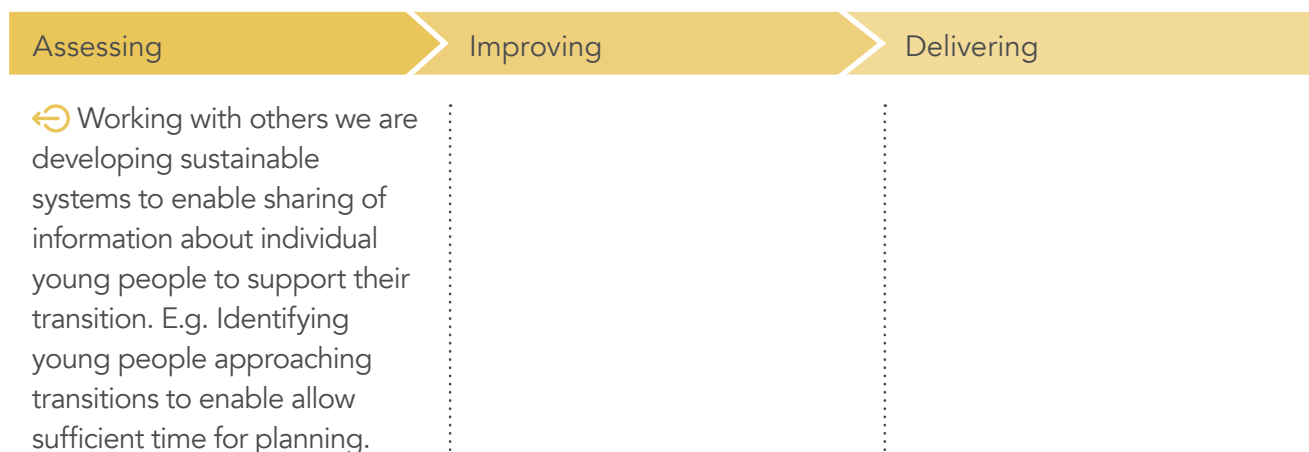 Assessing
Improving
Delivering
Working with others we are
developing sustainable
systems to enable sharing of
information about individual
young people to support their
transition. E.g. Identifying
young people approaching
transitions to enable allow
sufficient time for planning.